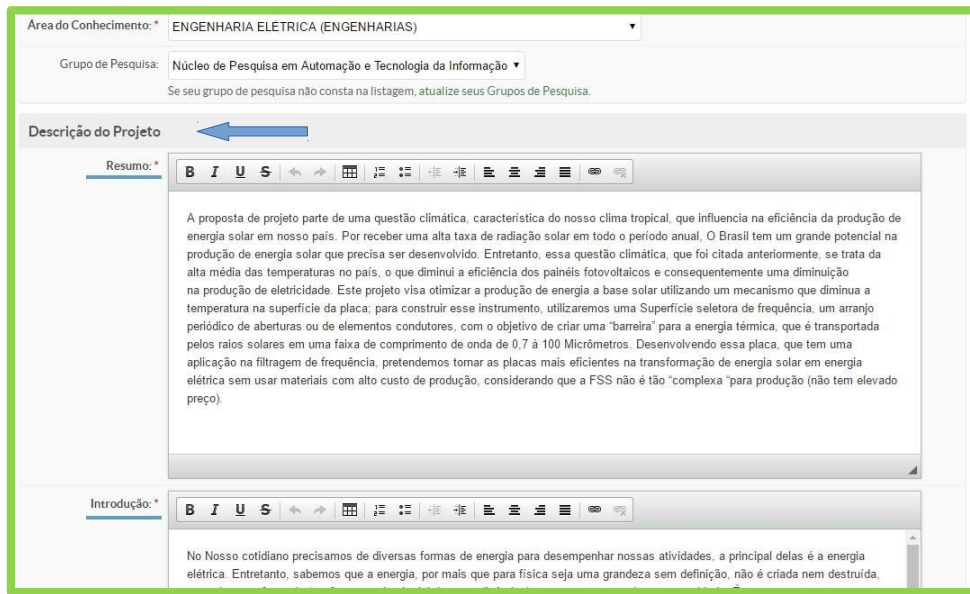 Área do Conhecimento: * ENGENHARIA ELÉTRICA (ENGENHARIAS)
Grupo de Pesquisa: Núcleo de Pesquisa em Automação e Tecnologia da Informação
Se seu grupo de pesquisa não consta na listagem, atualize seus Grupos de Pesquisa.
Descrição do Projeto
Resumo: *
B I U S
A proposta de projeto parte de uma questão climática, característica do nosso clima tropical, que influencia na eficiência da produção de
energia solar em nosso país. Por receber uma alta taxa de radiação solar em todo o período anual, O Brasil tem um grande potencial na
produção de energia solar que precisa ser desenvolvido. Entretanto, essa questão climática, que foi citada anteriormente, se trata da
alta média das temperaturas no país, o que diminui a eficiência dos painéis fotovoltaicos e consequentemente uma diminuição
na produção de eletricidade. Este projeto visa otimizar a produção de energia a base solar utilizando um mecanismo que diminua a
temperatura na superfície da placa; para construir esse instrumento, utilizaremos uma Superfície seletora de frequência, um arranjo
periódico de aberturas ou de elementos condutores, com o objetivo de criar uma "barreira" para a energia térmica, que é transportada
pelos raios solares em uma faixa de comprimento de onda de 0,7 à 100 Micrômetros. Desenvolvendo essa placa, que tem uma
aplicação na filtragem de frequência, pretendemos tornar as placas mais eficientes na transformação de energia solar em energia
elétrica sem usar materiais com alto custo de produção, considerando que a FSS não é tão "complexa "para produção (não tem elevado
preço).
Introdução: *
B I U S
No Nosso cotidiano precisamos de diversas formas de energia para desempenhar nossas atividades, a principal delas é a energia
elétrica. Entretanto, sabemos que a energia, por mais que para física seja uma grandeza sem definição, não é criada nem destruída,